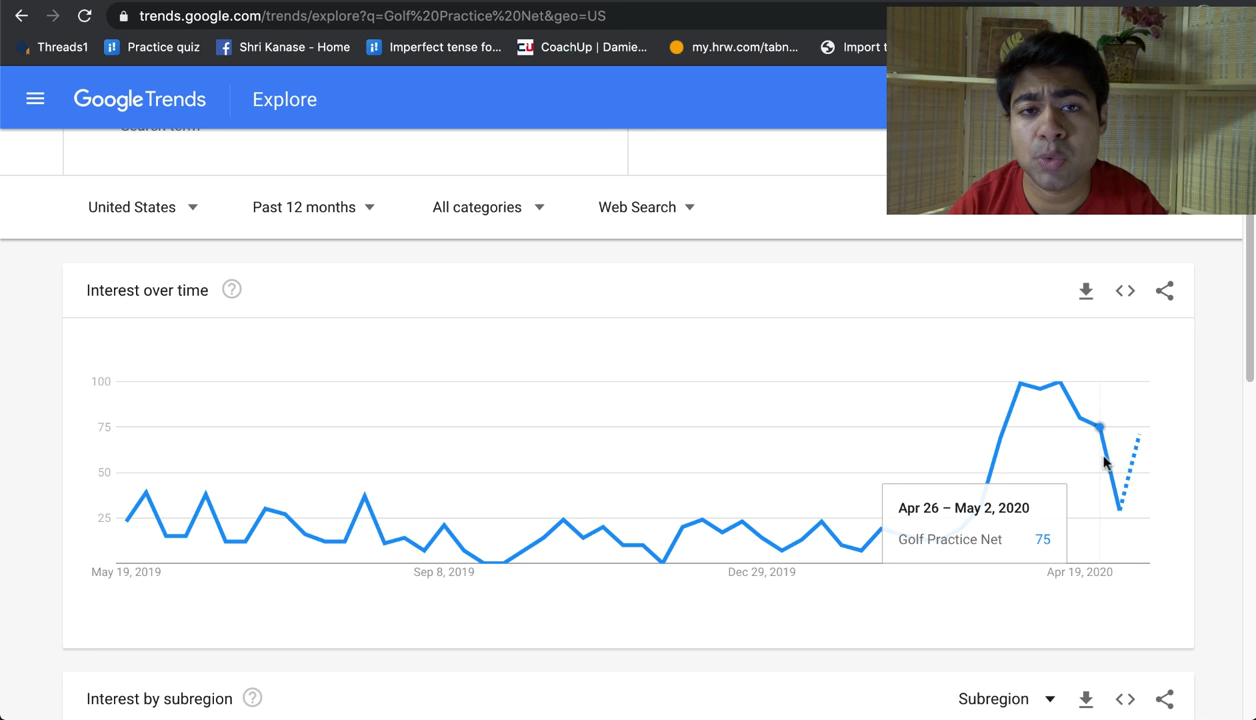 trends.google.com/trends/explore?q=Golf%20Practice%20Net&geo=US
Threads1 Practice quiz Shri Kanase - Home Imperfect tense fo... CoachUp | Damie... my.hrw.com/tabn... Import t
Google Trends Explore
Search term
United States Past 12 months All categories Web Search
Interest over time
100
75
50
25
Apr 26 – May 2, 2020
Golf Practice Net 75
May 19, 2019 Sep 8, 2019 Dec 29, 2019 Apr 19, 2020
Interest by subregion Subregion